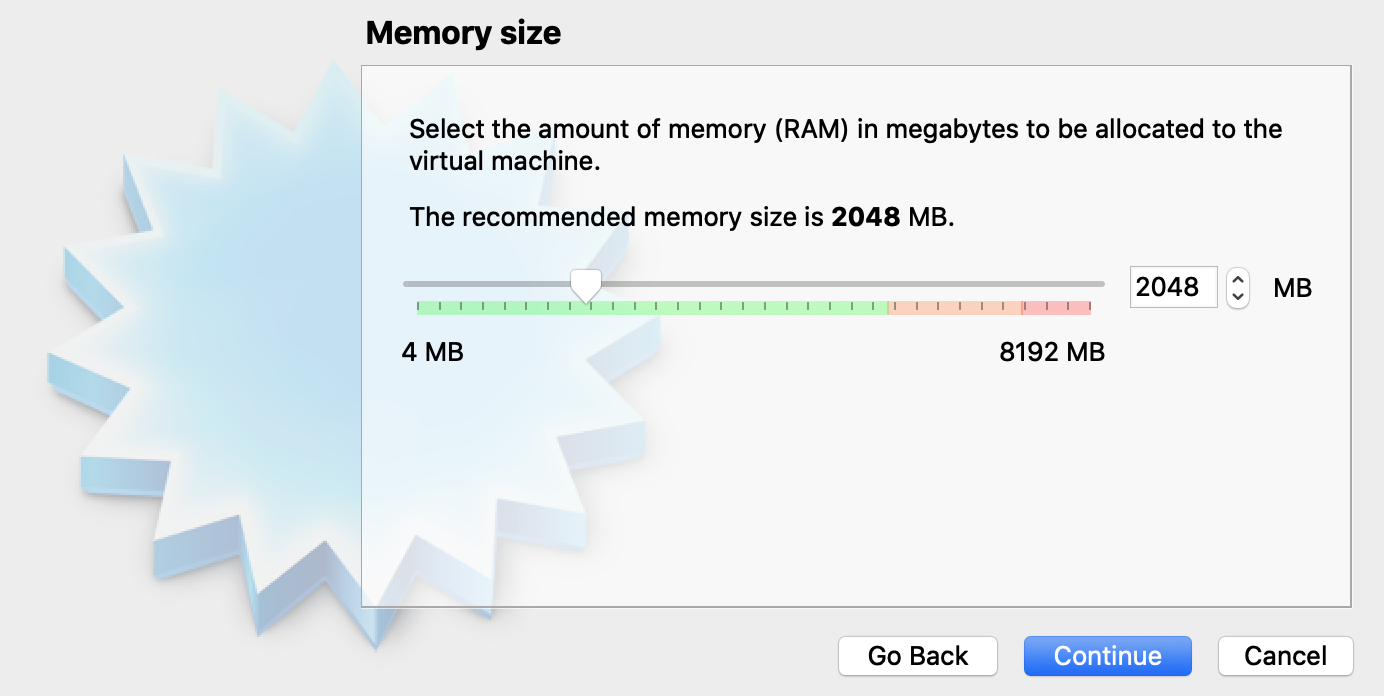 Memory size
Select the amount of memory (RAM) in megabytes to be allocated to the
virtual machine.
The recommended memory size is 2048 MB.
2048 MB
4 MB 8192 MB
Go Back Continue Cancel